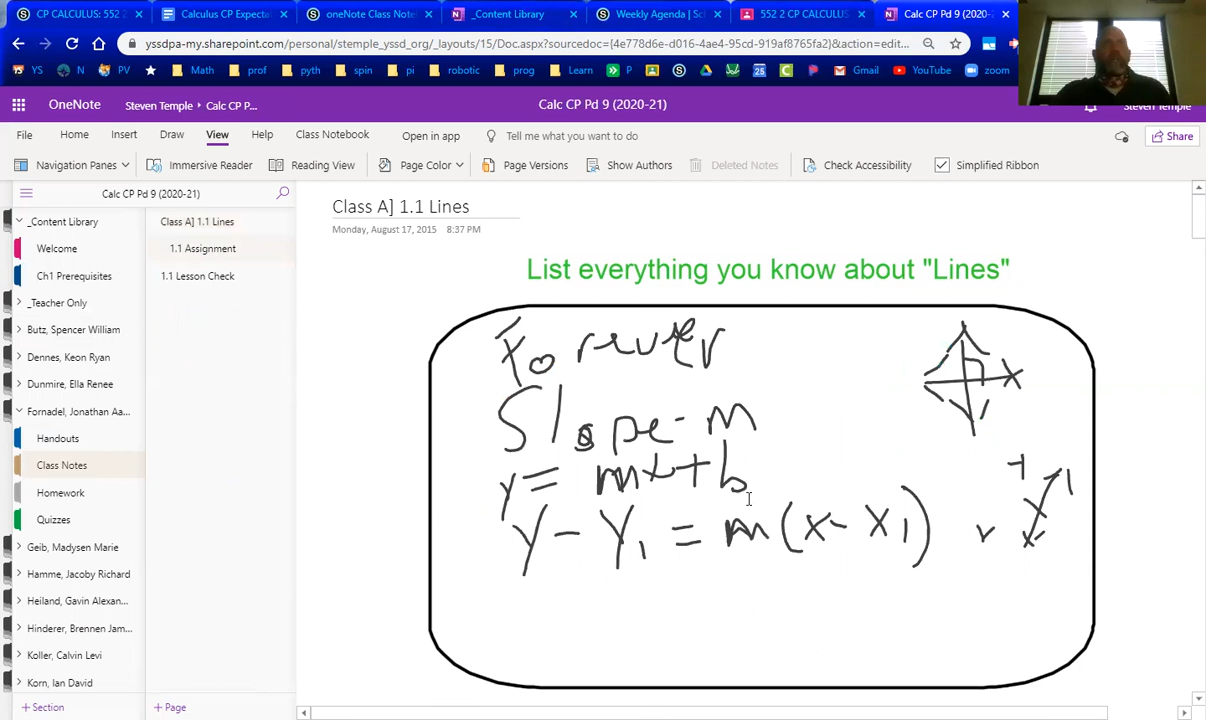 CP CALCULUS: 552 2
Calculus CP Expecta
oneNote Class Note
_Content Library
Weekly Agenda | Sc
552 2 CP CALCULUS
Calc CP Pd 9 (2020-21)
yssdpa-my.sharepoint.com/personal/stemple_yssd_org/_layouts/15/Doc.aspx?sourcedoc={4e778d6e-d016-4ae4-95cd-919af8765fa2}&action=edit...
YS
N
PV
Math
prof
pyth
spin
pi
robotic
prog
Learn
P
Gmail
YouTube
zoom
OneNote
Steven Temple > Calc CP P...
Calc CP Pd 9 (2020-21)
Steven Temple
File
Home
Insert
Draw
View
Help
Class Notebook
Open in app
Tell me what you want to do
Share
Navigation Panes
Immersive Reader
Reading View
Page Color
Page Versions
Show Authors
Deleted Notes
Check Accessibility
Simplified Ribbon
Calc CP Pd 9 (2020-21)
_Content Library
Welcome
Ch1 Prerequisites
_Teacher Only
Butz, Spencer William
Dennes, Keon Ryan
Dunmire, Ella Renee
Fornadel, Jonathan Aa...
Handouts
Class Notes
Homework
Quizzes
Geib, Madysen Marie
Hamme, Jacoby Richard
Heiland, Gavin Alexan...
Hinderer, Brennen Jam...
Koller, Calvin Levi
Korn, Ian David
+ Section
Class A] 1.1 Lines
1.1 Assignment
1.1 Lesson Check
+ Page
Class A] 1.1 Lines
Monday, August 17, 2015 8:37 PM
List everything you know about "Lines"
Slope - m
y = mx + b
y - y₁ = m(x - x₁)